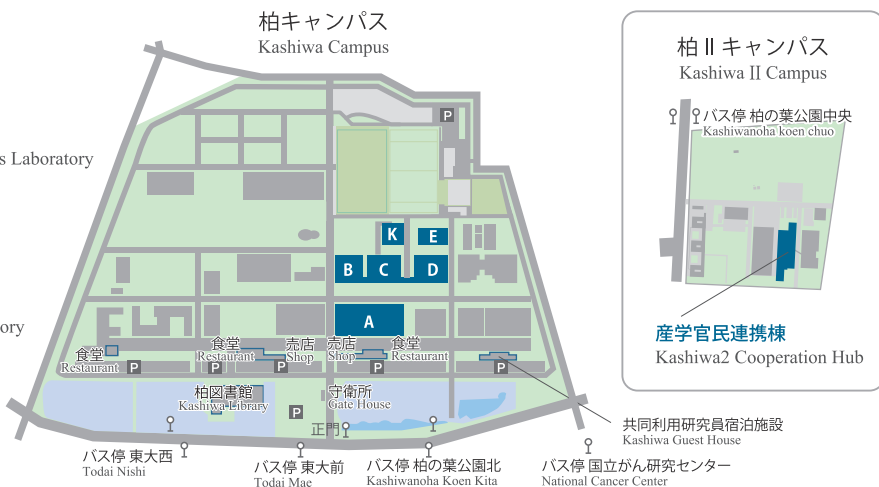 柏キャンパス
Kashiwa Campus
s Laboratory
ory
P
K
E
B
C
D
A
食堂
Restaurant
食堂
Restaurant
売店
Shop
売店
Shop
食堂
Restaurant
P
P
P
P
P
柏図書館
Kashiwa Library
P
守衛所
Gate House
正門
共同利用研究員宿泊施設
Kashiwa Guest House
バス停 東大西
Todai Nishi
バス停 東大前
Todai Mae
バス停 柏の葉公園北
Kashiwanoha Koen Kita
バス停 国立がん研究センター
National Cancer Center
柏 II キャンパス
Kashiwa II Campus
バス停 柏の葉公園中央
Kashiwanoha koen chuo
産学官民連携棟
Kashiwa2 Cooperation Hub